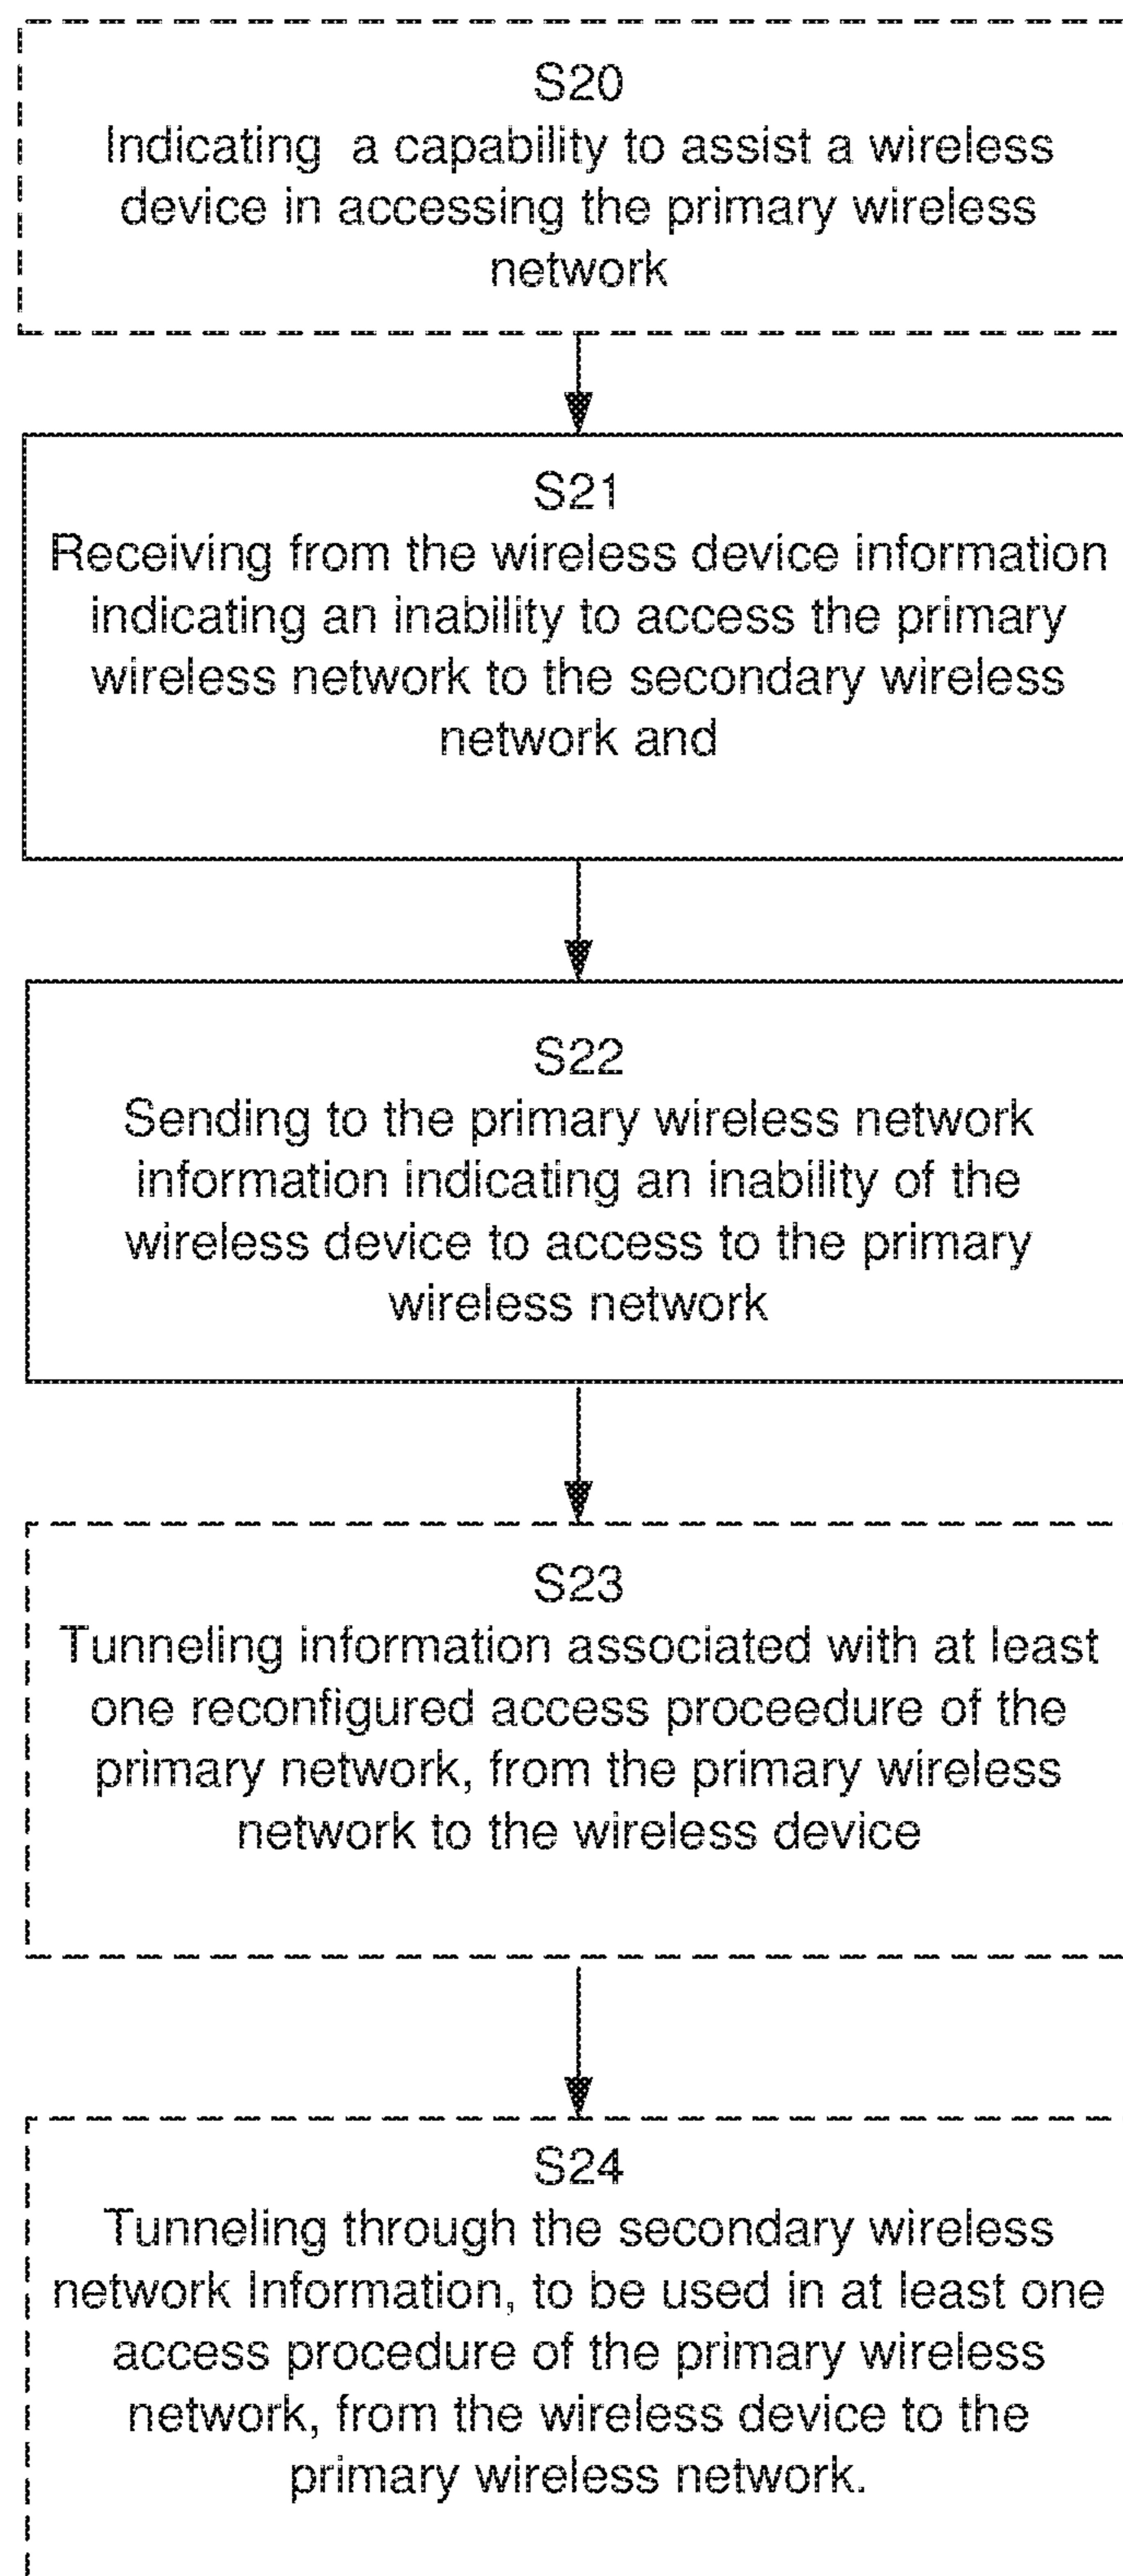 S20
Indicating a capability to assist a wireless
device in accessing the primary wireless
network
S21
Receiving from the wireless device information
indicating an inability to access the primary
wireless network to the secondary wireless
network and
S22
Sending to the primary wireless network
information indicating an inability of the
wireless device to access to the primary
wireless network
S23
Tunneling information associated with at least
one reconfigured access proceedure of the
primary network, from the primary wireless
network to the wireless device
S24
Tunneling through the secondary wireless
network Information, to be used in at least one
access procedure of the primary wireless
network, from the wireless device to the
primary wireless network.